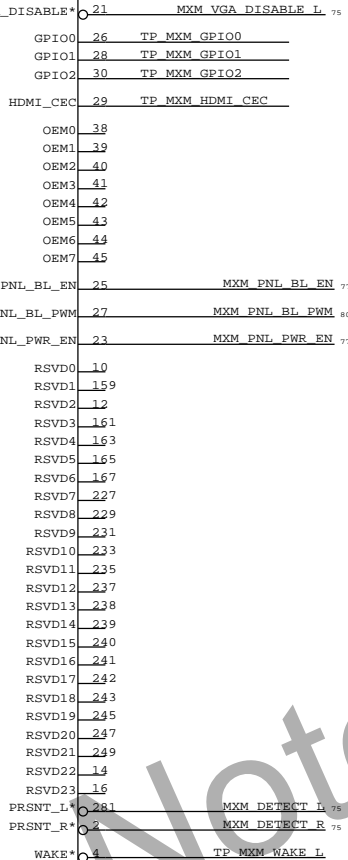 _DISABLE* 21 MXM_VGA_DISABLE_L 75
GPIO0 26 TP_MXM_GPIO0
GPIO1 28 TP_MXM_GPIO1
GPIO2 30 TP_MXM_GPIO2
HDMI_CEC 29 TP_MXM_HDMI_CEC
OEM0 38
OEM1 39
OEM2 40
OEM3 41
OEM4 42
OEM5 43
OEM6 44
OEM7 45
PNL_BL_EN 25 MXM_PNL_BL_EN 77
NL_BL_PWM 27 MXM_PNL_BL_PWM 80
NL_PWR_EN 23 MXM_PNL_PWR_EN 77
RSVD0 10
RSVD1 159
RSVD2 12
RSVD3 161
RSVD4 163
RSVD5 165
RSVD6 167
RSVD7 227
RSVD8 229
RSVD9 231
RSVD10 233
RSVD11 235
RSVD12 237
RSVD13 238
RSVD14 239
RSVD15 240
RSVD16 241
RSVD17 242
RSVD18 243
RSVD19 245
RSVD20 247
RSVD21 249
RSVD22 14
RSVD23 16
PRSNT_L* 281 MXM_DETECT_L 75
PRSNT_R* 2 MXM_DETECT_R 75
WAKE* 4 TP_MXM_WAKE_L
Note